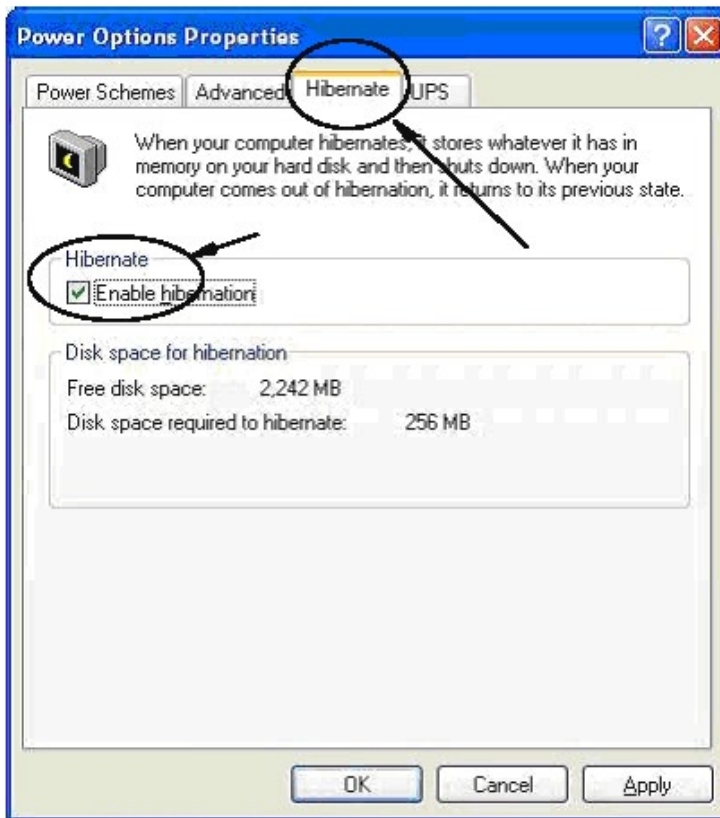 Power Options Properties
Power Schemes Advanced Hibernate UPS
When your computer hibernates, it stores whatever it has in
memory on your hard disk and then shuts down. When your
computer comes out of hibernation, it returns to its previous state.
Hibernate
Enable hibernation
Disk space for hibernation
Free disk space: 2,242 MB
Disk space required to hibernate: 256 MB
OK Cancel Apply